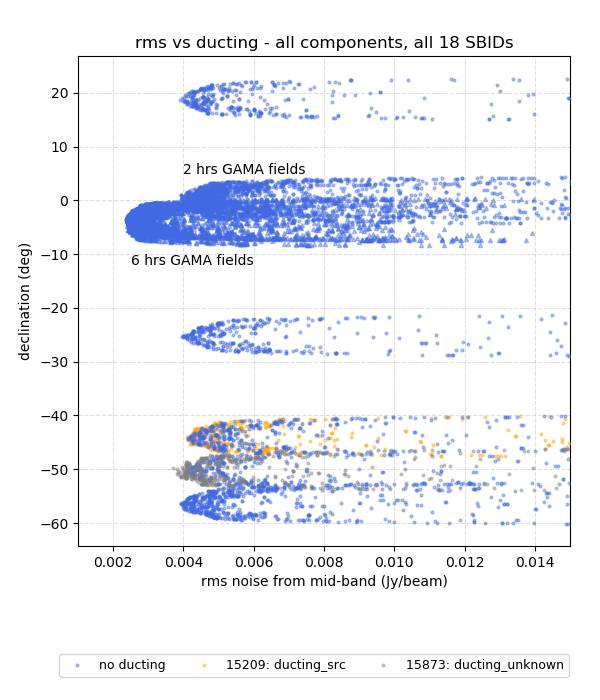 rms vs ducting - all components, all 18 SBIDs
20
10
2 hrs GAMA fields
0
−10
6 hrs GAMA fields
−20
−30
−40
−50
−60
declination (deg)
0.002 0.004 0.006 0.008 0.010 0.012 0.014
rms noise from mid-band (Jy/beam)
no ducting 15209: ducting_src 15873: ducting_unknown